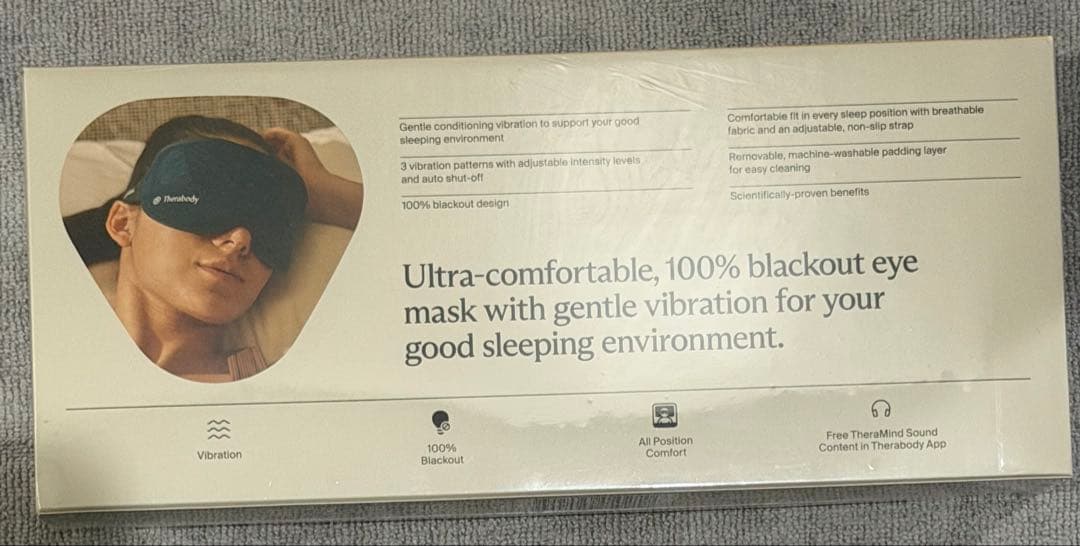 Therabody
Gentle conditioning vibration to support your good
sleeping environment
3 vibration patterns with adjustable intensity levels
and auto shut-off
100% blackout design
Comfortable fit in every sleep position with breathable
fabric and an adjustable, non-slip strap
Removable, machine-washable padding layer
for easy cleaning
Scientifically-proven benefits
Ultra-comfortable, 100% blackout eye
mask with gentle vibration for your
good sleeping environment.
Vibration
100%
Blackout
All Position
Comfort
Free TheraMind Sound
Content in Therabody App